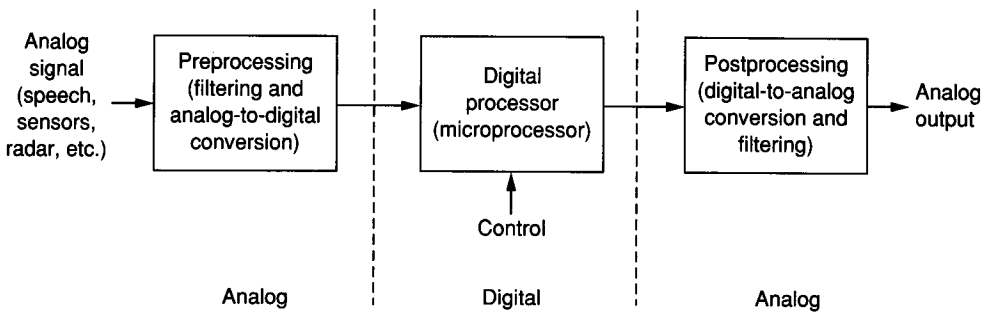 Analog
signal
(speech,
sensors,
radar, etc.)
Preprocessing
(filtering and
analog-to-digital
conversion)
Digital
processor
(microprocessor)
Postprocessing
(digital-to-analog
conversion and
filtering)
Analog
output
Control
Analog
Digital
Analog